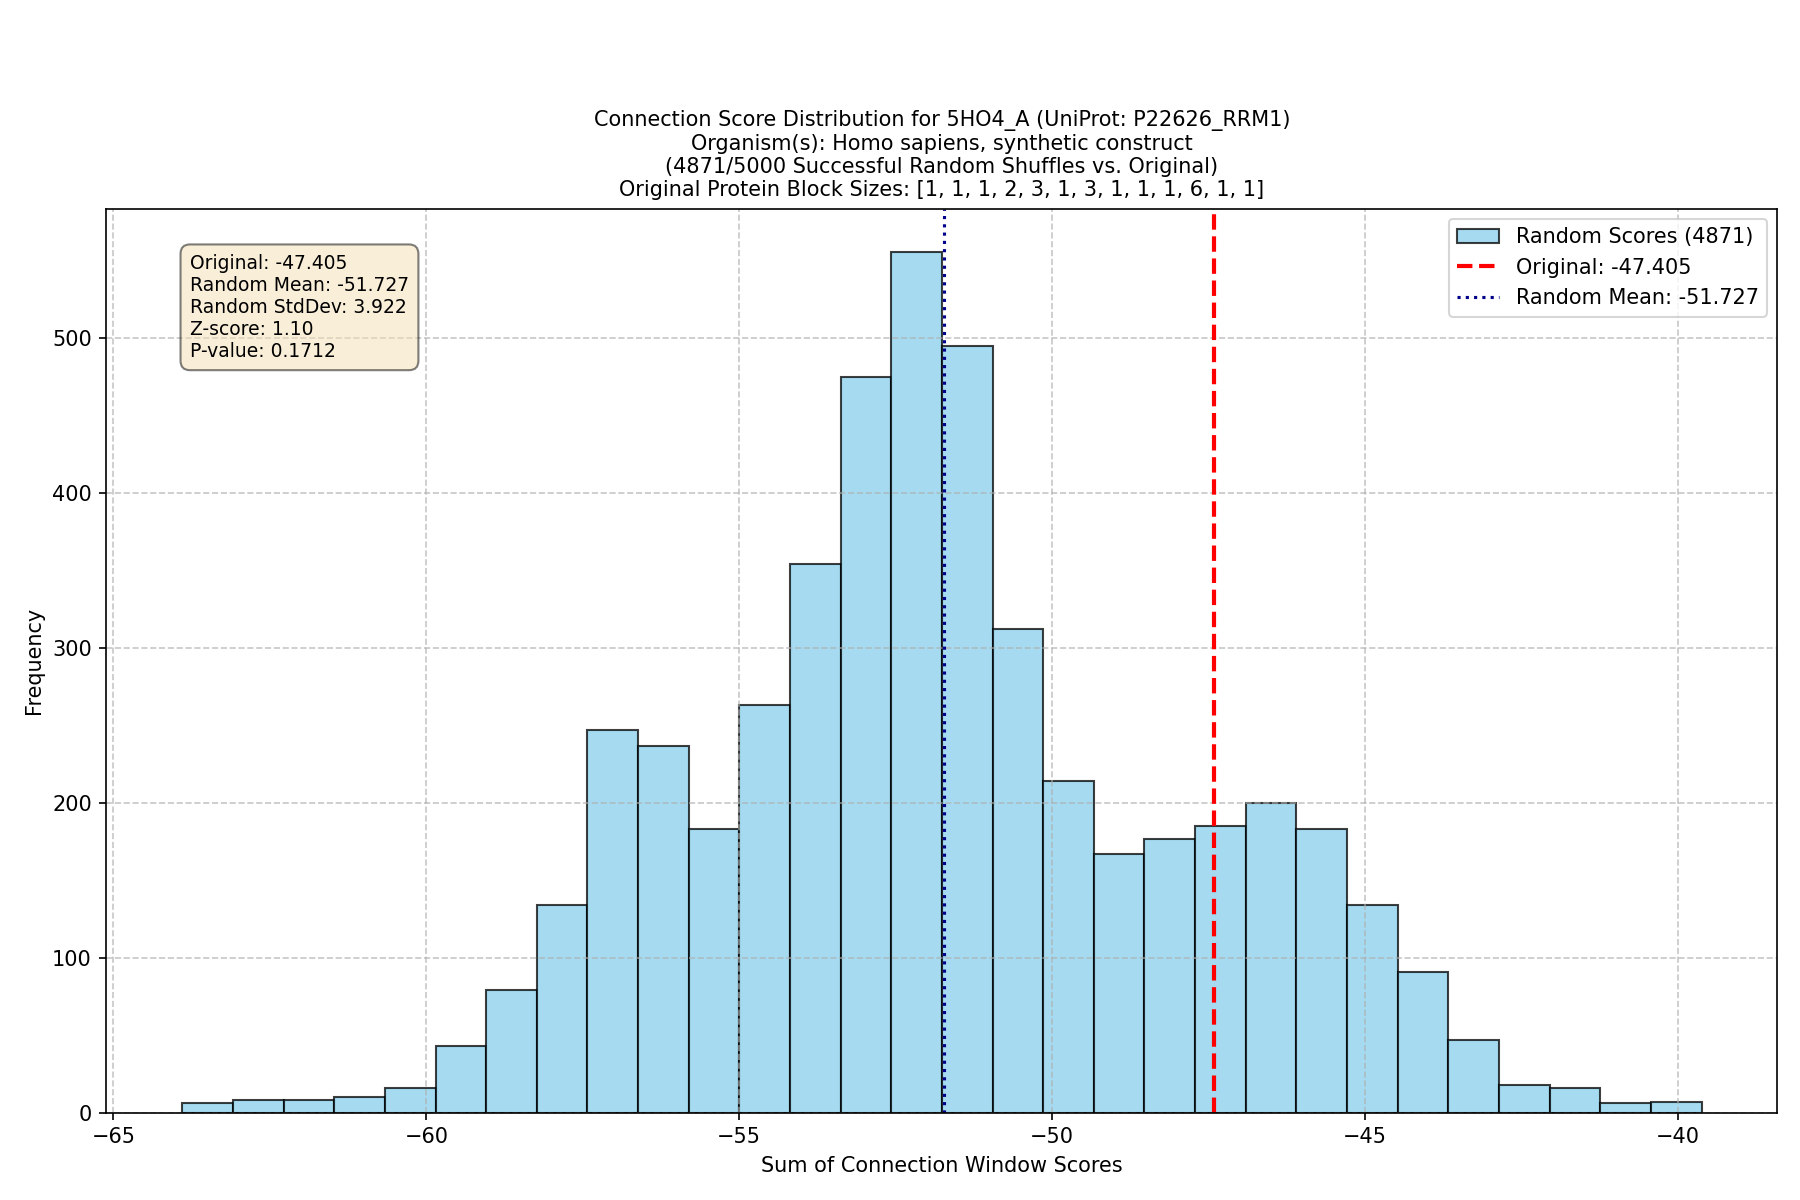 Connection Score Distribution for 5HO4_A (UniProt: P22626_RRM1)
Organism(s): Homo sapiens, synthetic construct
(4871/5000 Successful Random Shuffles vs. Original)
Original Protein Block Sizes: [1, 1, 1, 2, 3, 1, 3, 1, 1, 1, 6, 1, 1]
Original: -47.405
Random Mean: -51.727
Random StdDev: 3.922
Z-score: 1.10
P-value: 0.1712
Random Scores (4871)
Original: -47.405
Random Mean: -51.727
Frequency
500
400
300
200
100
0
−65 −60 −55 −50 −45 −40
Sum of Connection Window Scores